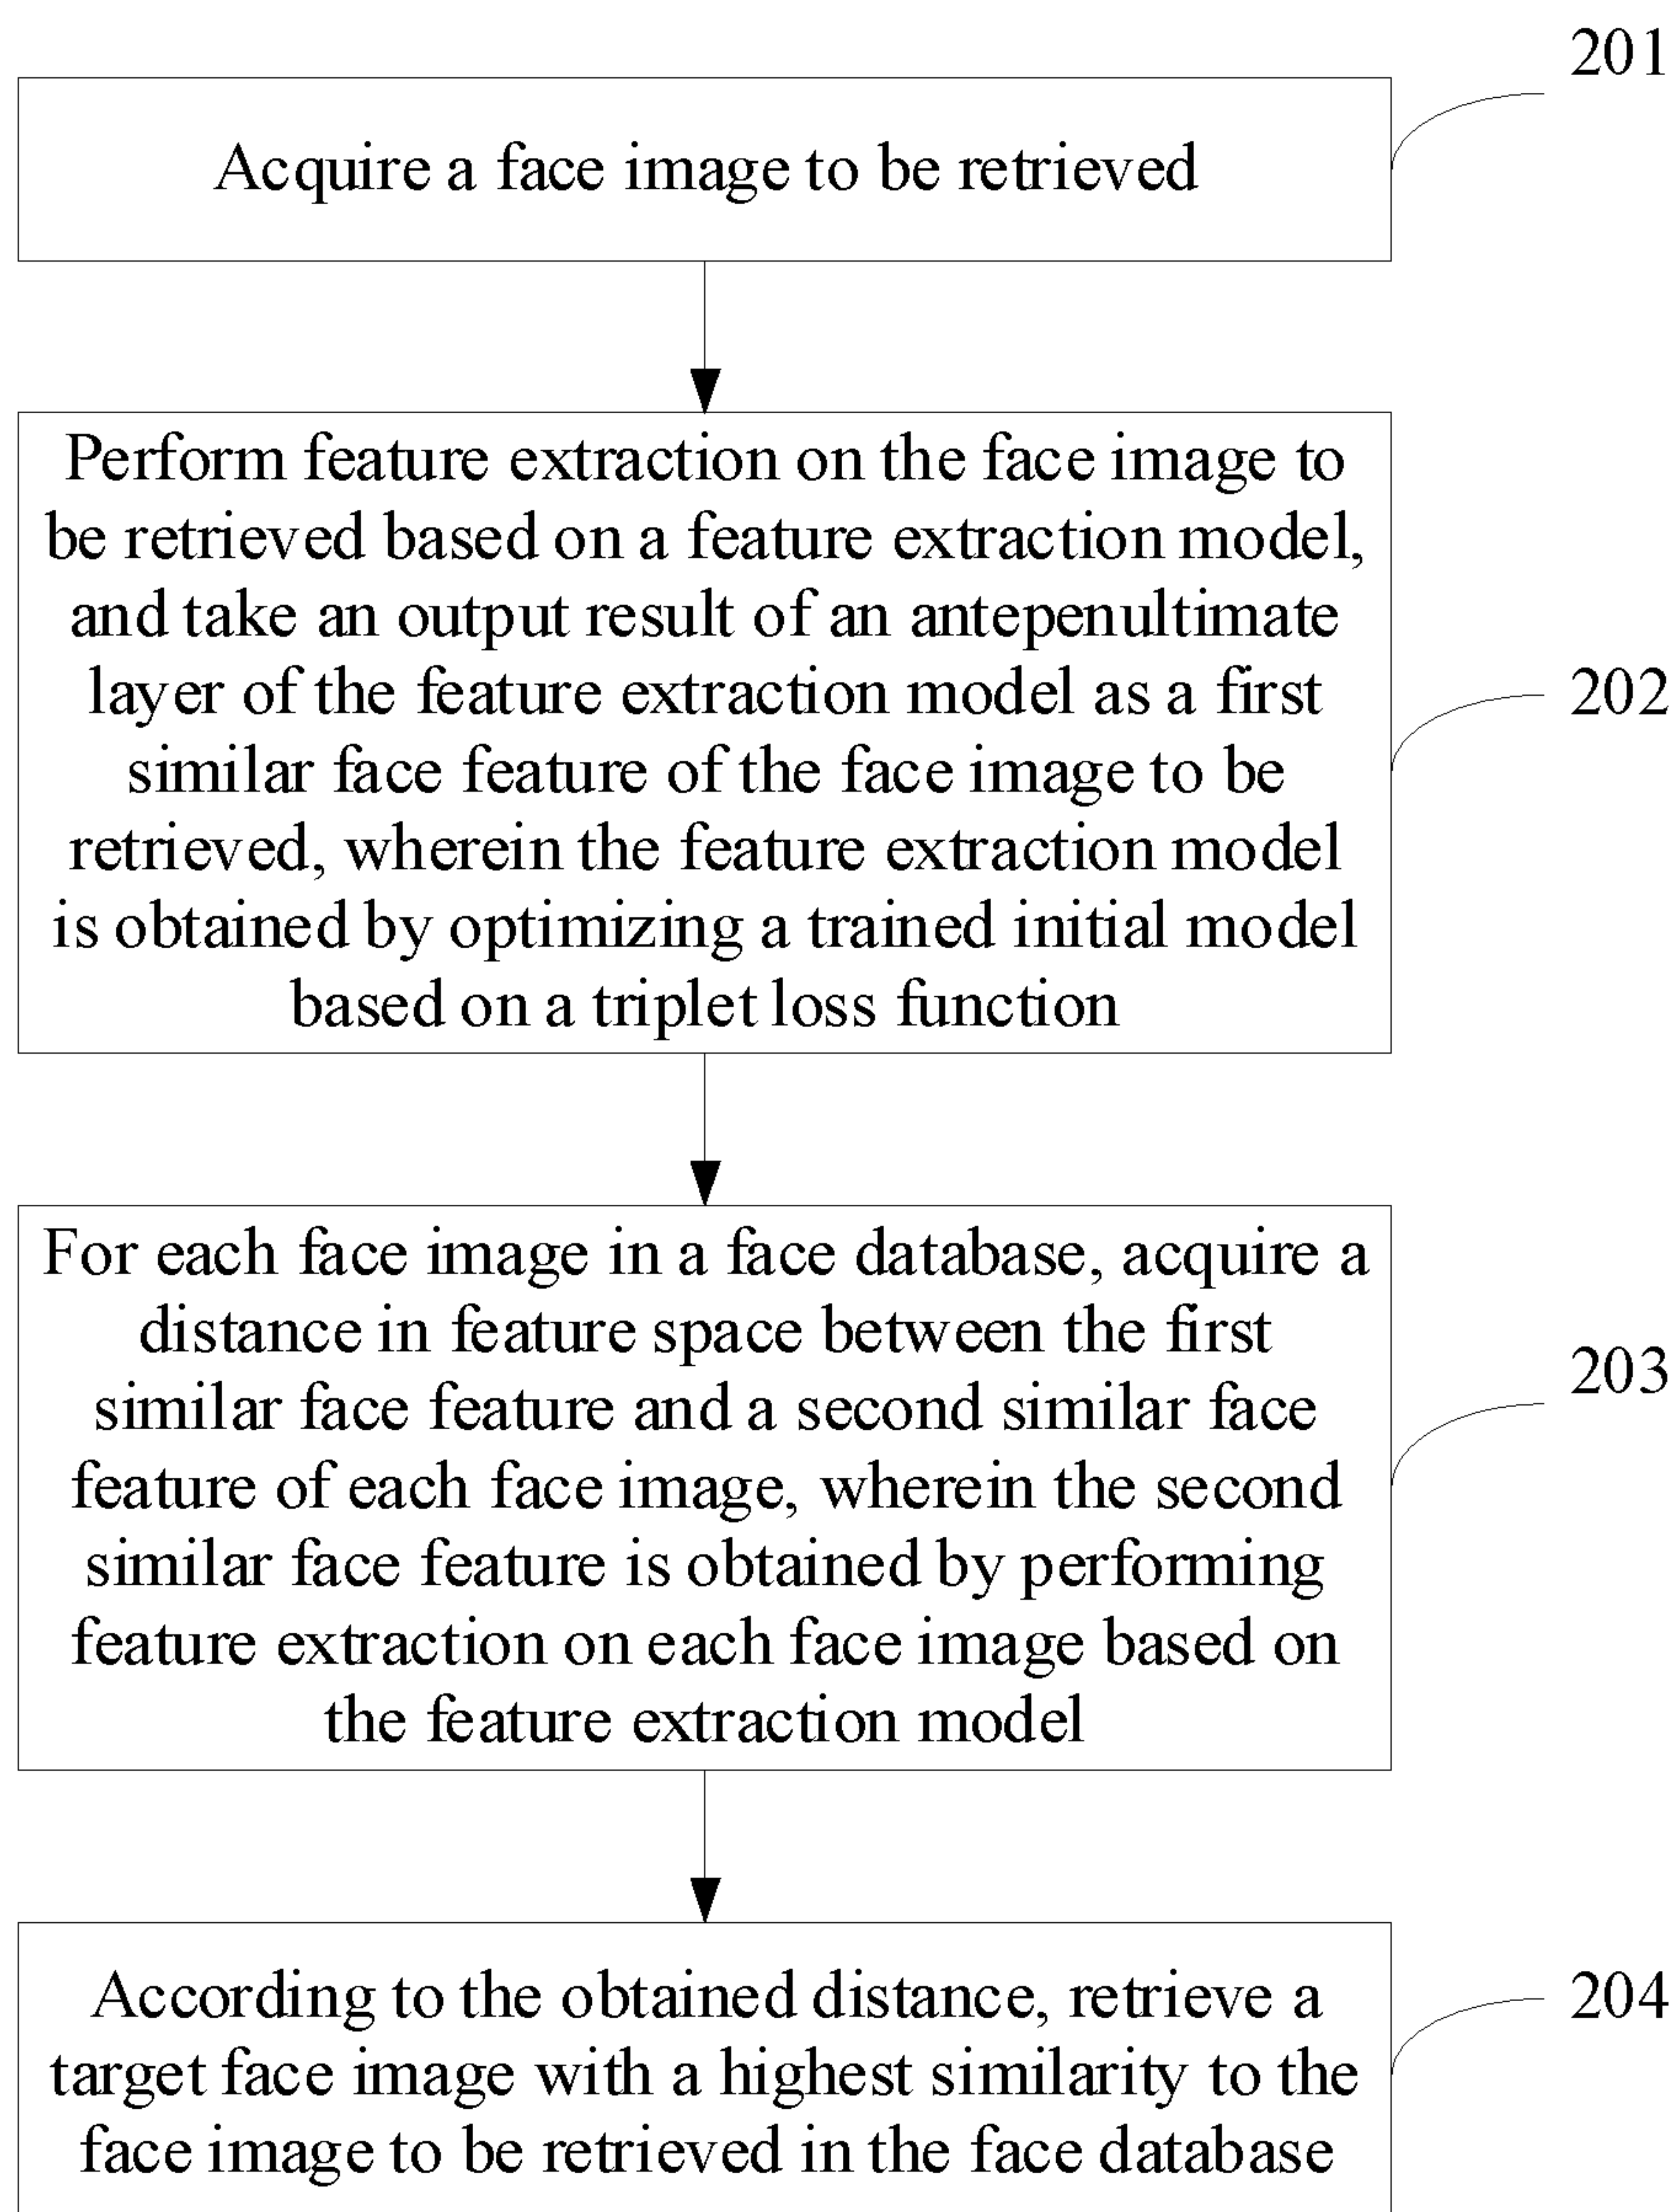 201
Acquire a face image to be retrieved
Perform feature extraction on the face image to
be retrieved based on a feature extraction model,
and take an output result of an antepenultimate
layer of the feature extraction model as a first
similar face feature of the face image to be
retrieved, wherein the feature extraction model
is obtained by optimizing a trained initial model
based on a triplet loss function
202
For each face image in a face database, acquire a
distance in feature space between the first
similar face feature and a second similar face
feature of each face image, wherein the second
similar face feature is obtained by performing
feature extraction on each face image based on
the feature extraction model
203
According to the obtained distance, retrieve a
target face image with a highest similarity to the
face image to be retrieved in the face database
204